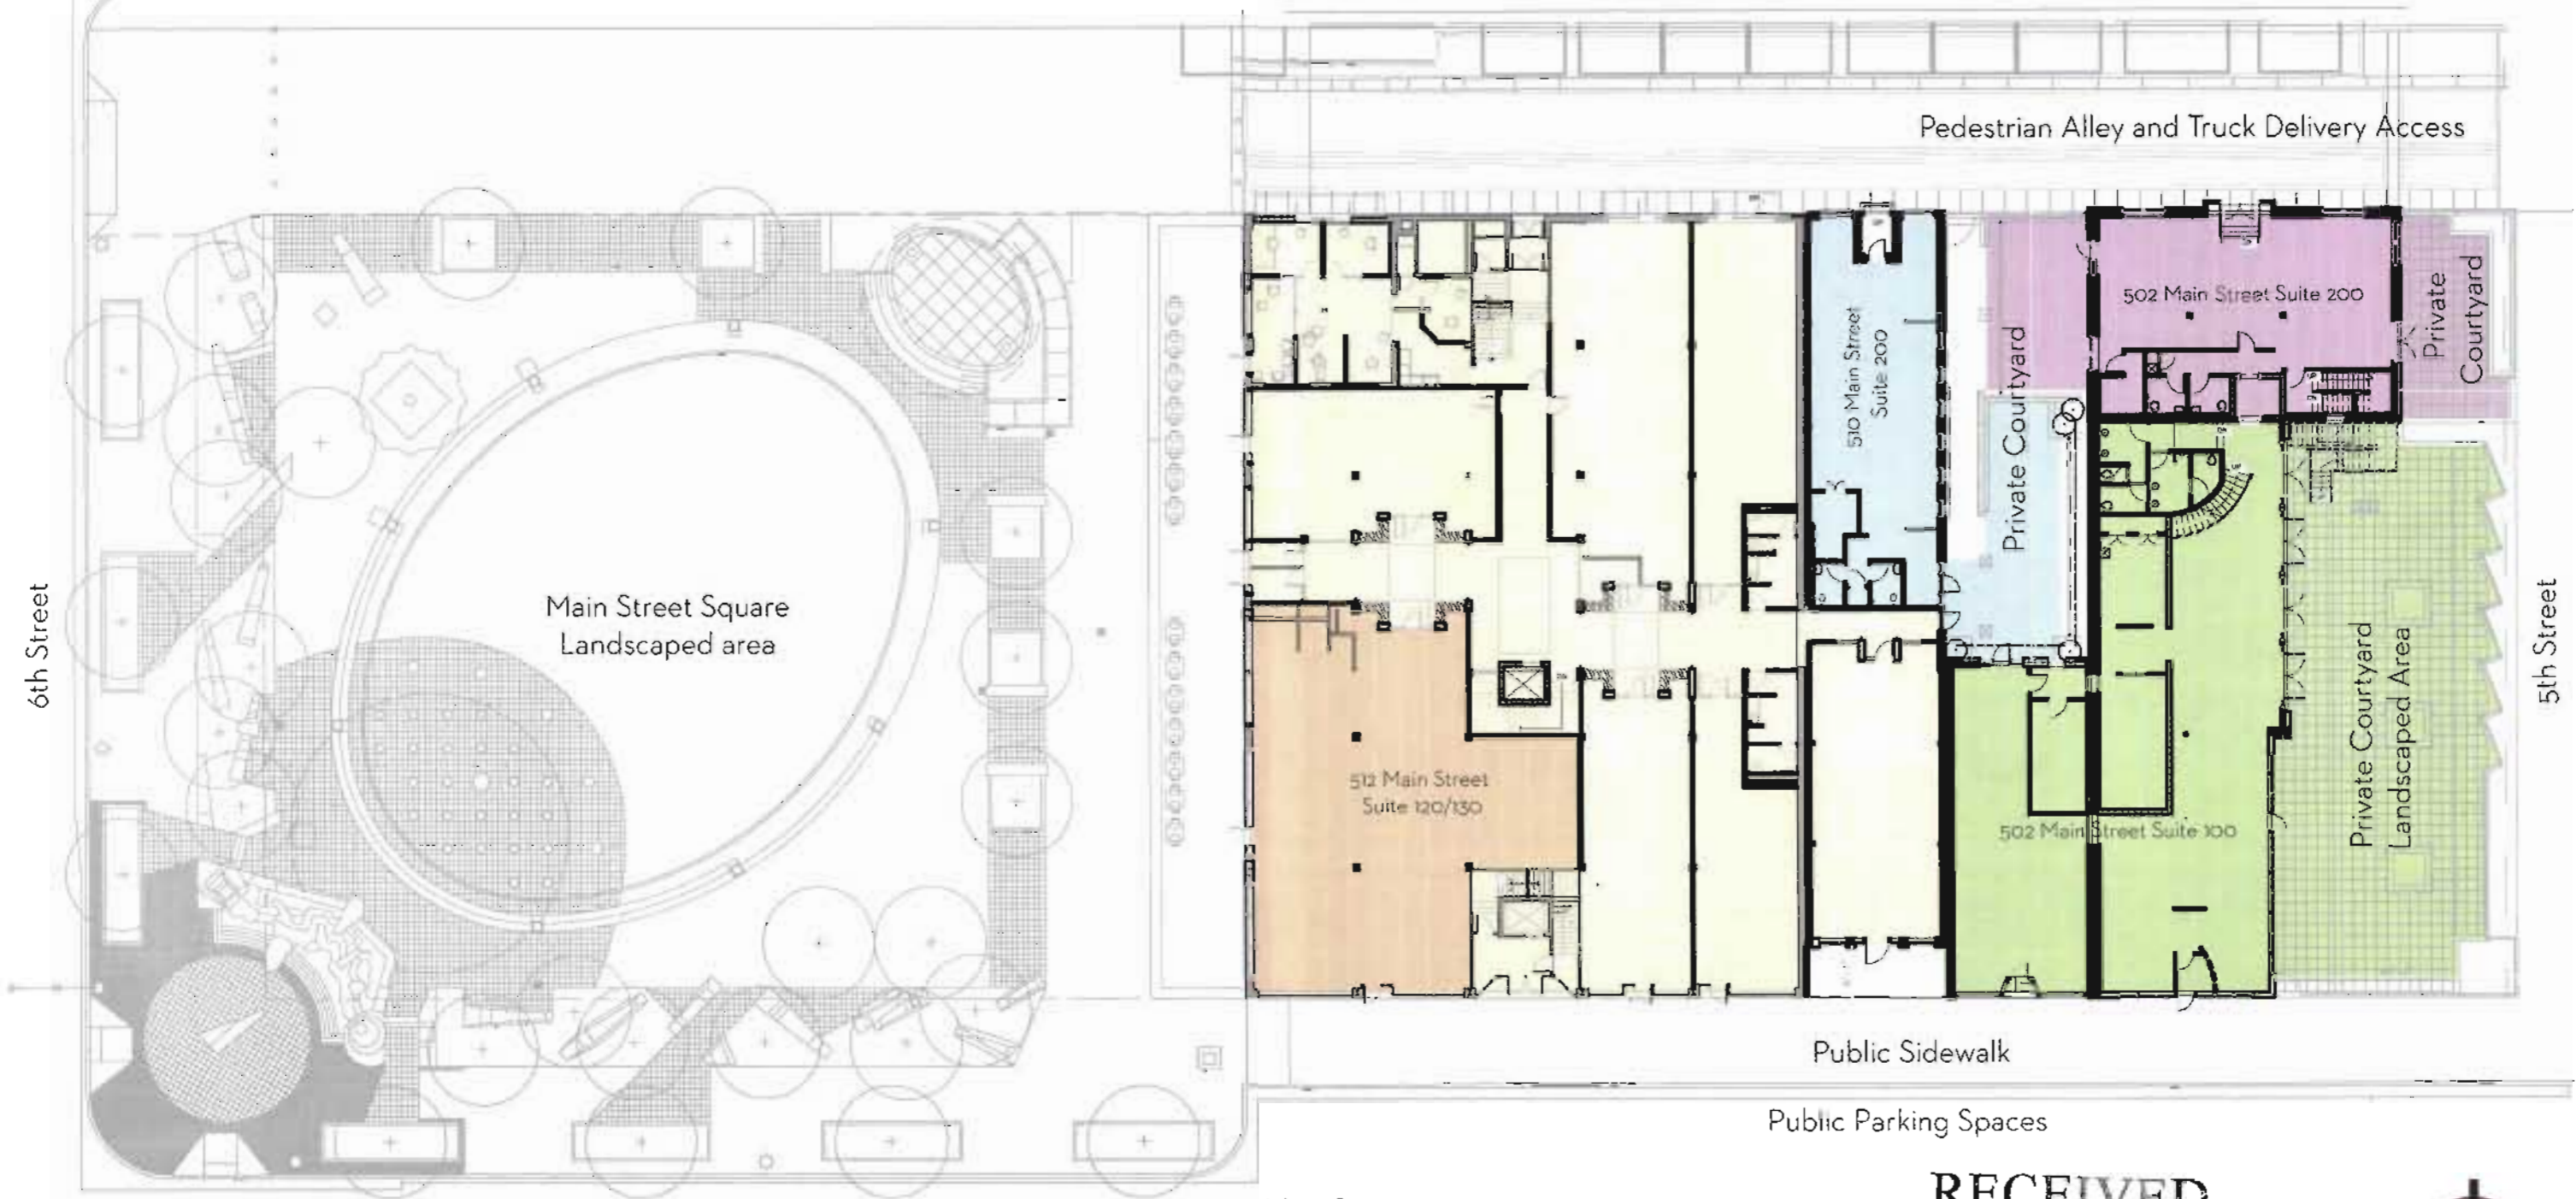 Pedestrian Alley and Truck Delivery Access
502 Main Street Suite 200
Private
Courtyard
510 Main Street
Suite 200
Private Courtyard
6th Street
Main Street Square
Landscaped area
5th Street
Private Courtyard
Landscaped Area
512 Main Street
Suite 120/130
502 Main Street Suite 100
Public Sidewalk
Public Parking Spaces
RECEIVED